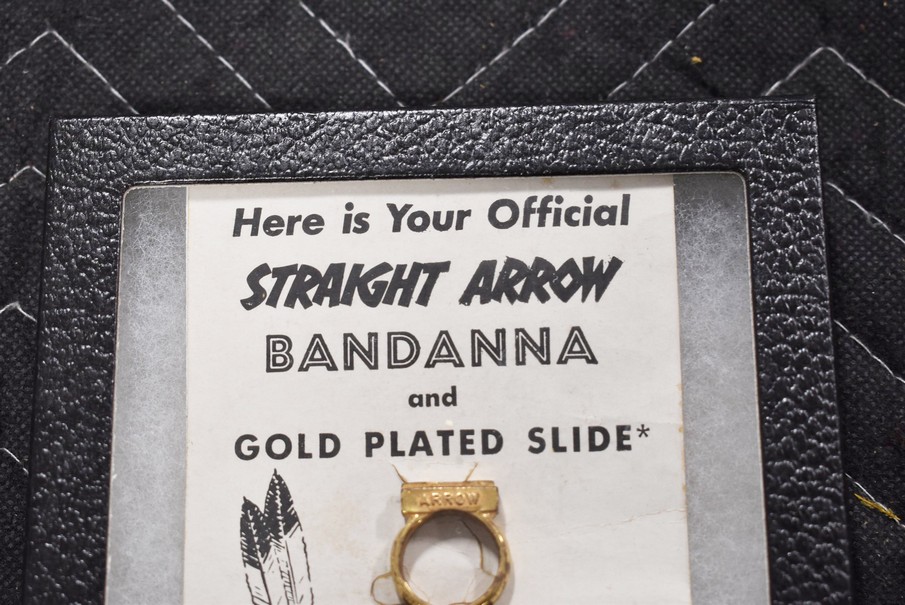 Here is Your Official
STRAIGHT ARROW
BANDANNA
and
GOLD PLATED SLIDE*
ARROW